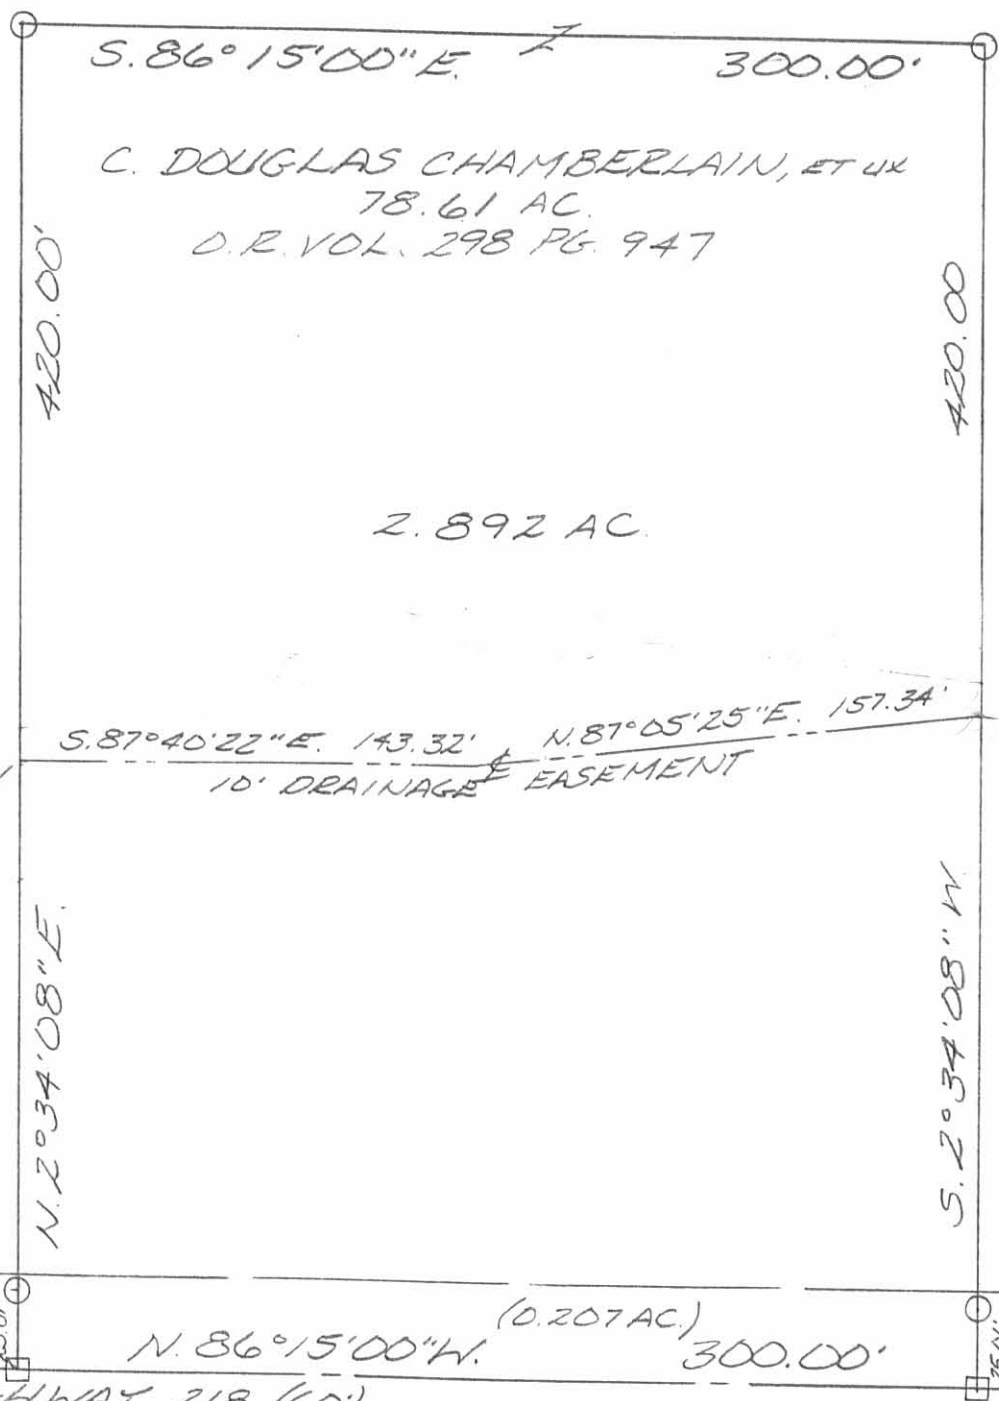 S. 86° 15' 00" E. 300.00'
C. DOUGLAS CHAMBERLAIN, ET UX
78.61 AC.
O.R. VOL. 298 PG. 947
420.00'
420.00
2.892 AC.
S. 87° 40' 22" E. 143.32' ℄ N. 87° 05' 25" E. 157.34'
10' DRAINAGE EASEMENT
N. 2° 34' 08" E.
S. 2° 34' 08" W.
(0.207 AC.)
N. 86° 15' 00" W. 300.00'